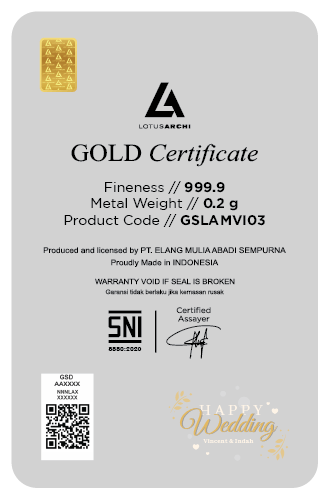 LOTUSARCHI
GOLD Certificate
Fineness // 999.9
Metal Weight // 0.2 g
Product Code // GSLAMVI03
Produced and licensed by PT. ELANG MULIA ABADI SEMPURNA
Proudly Made in INDONESIA
WARRANTY VOID IF SEAL IS BROKEN
Garansi tidak berlaku jika kemasan rusak
SNI
8880:2020
Certified
Assayer
GSD
AAXXXX
NNNLAX
XXXXXX
HAPPY
Wedding
Vincent & Indah